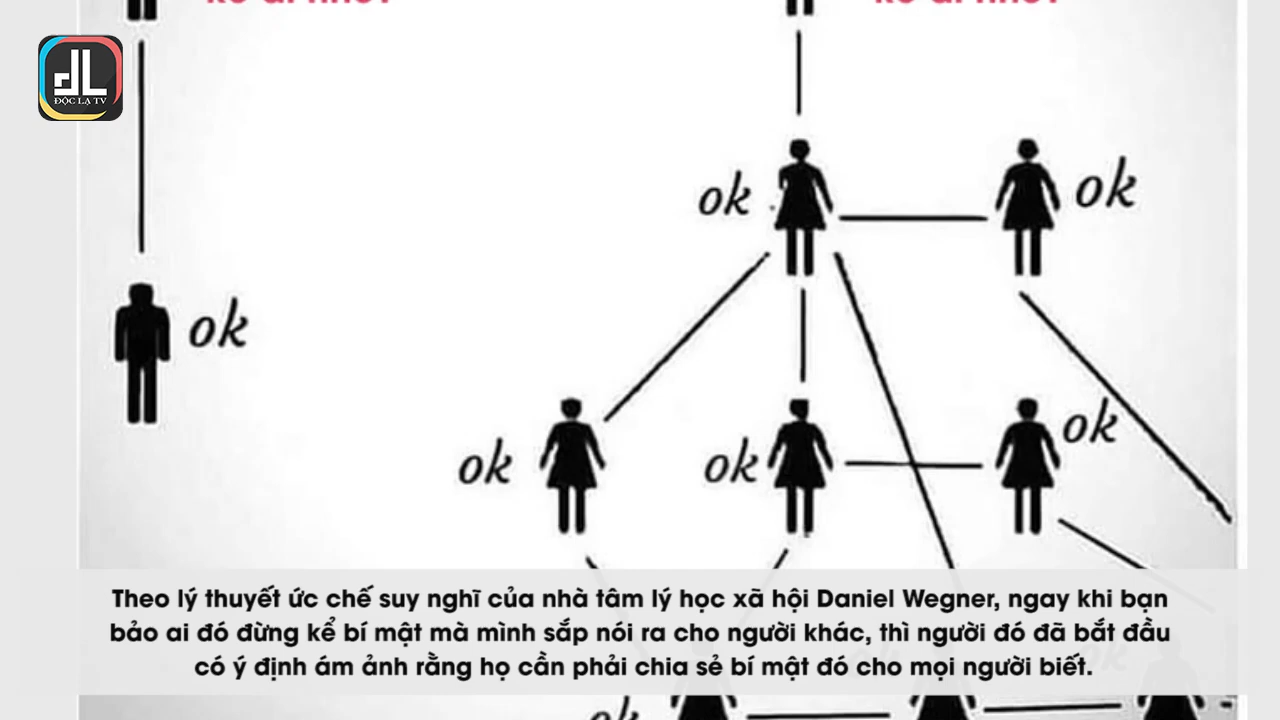 ĐỘC LẠ TV
ok
ok
ok
ok
ok
ok
Theo lý thuyết ức chế suy nghĩ của nhà tâm lý học xã hội Daniel Wegner, ngay khi bạn
bảo ai đó đừng kể bí mật mà mình sắp nói ra cho người khác, thì người đó đã bắt đầu
có ý định ám ảnh rằng họ cần phải chia sẻ bí mật đó cho mọi người biết.